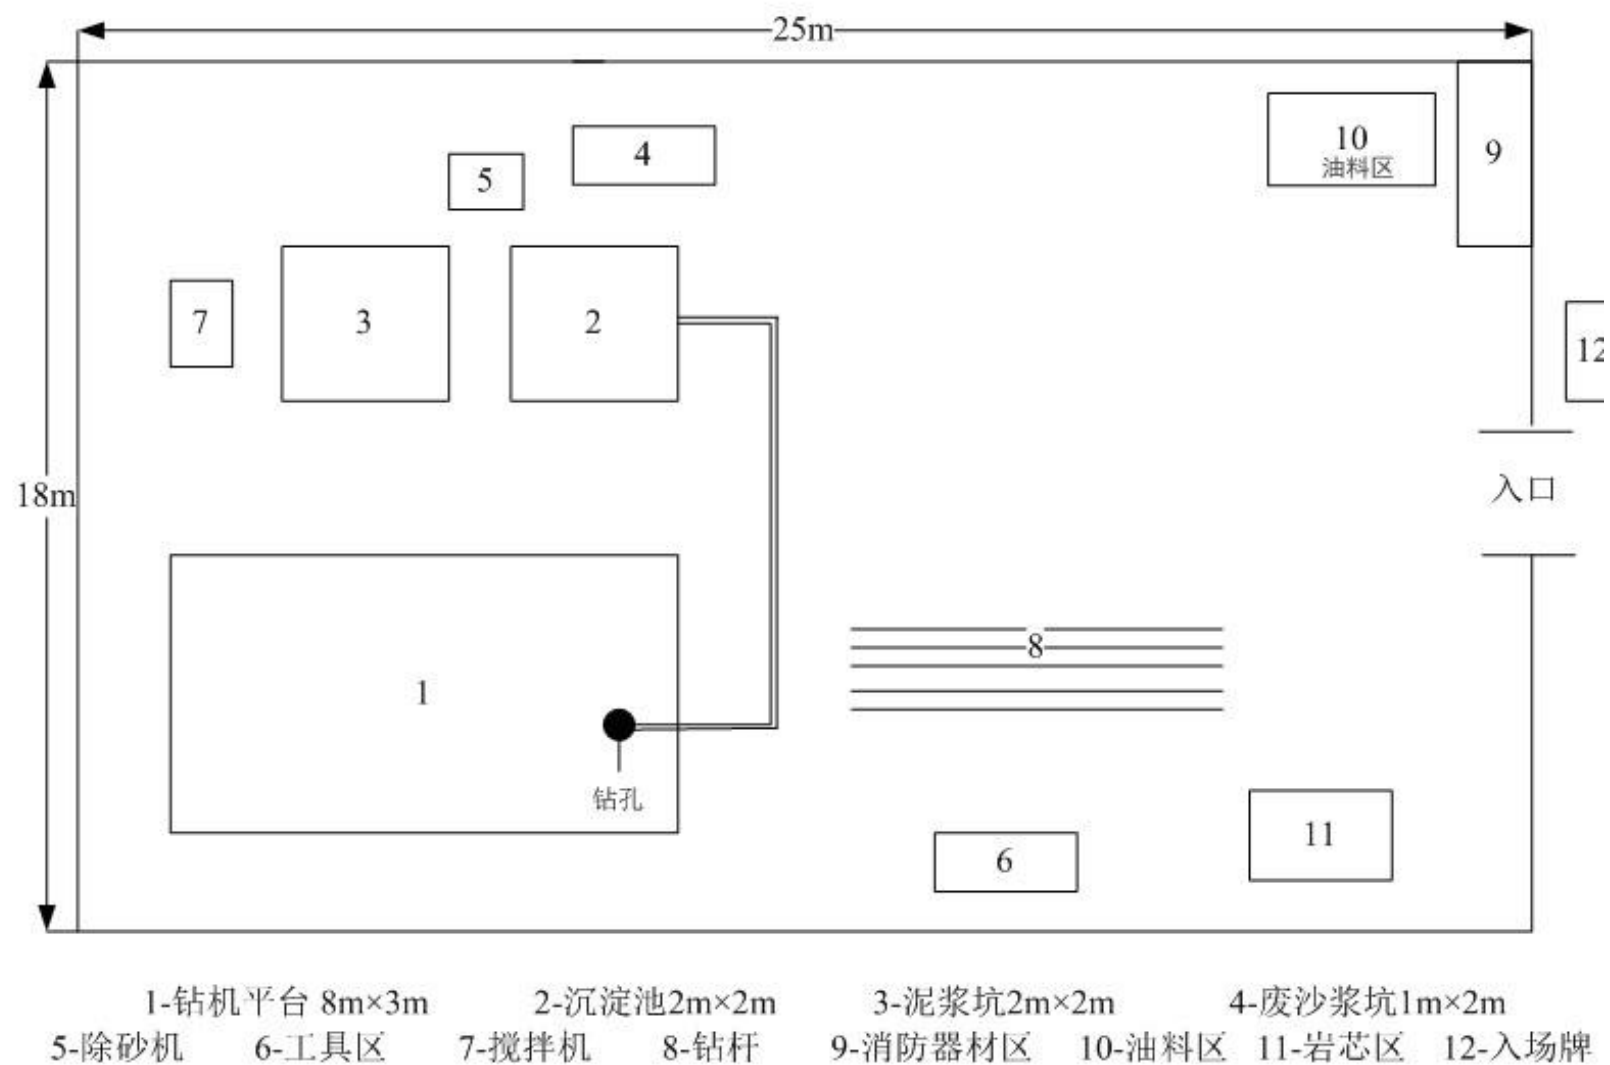 25m
4
10
油料区
9
5
7
3
2
12
18m
入口
8
1
钻孔
6
11
1-钻机平台 8m×3m 2-沉淀池2m×2m 3-泥浆坑2m×2m 4-废沙浆坑1m×2m
5-除砂机 6-工具区 7-搅拌机 8-钻杆 9-消防器材区 10-油料区 11-岩芯区 12-入场牌